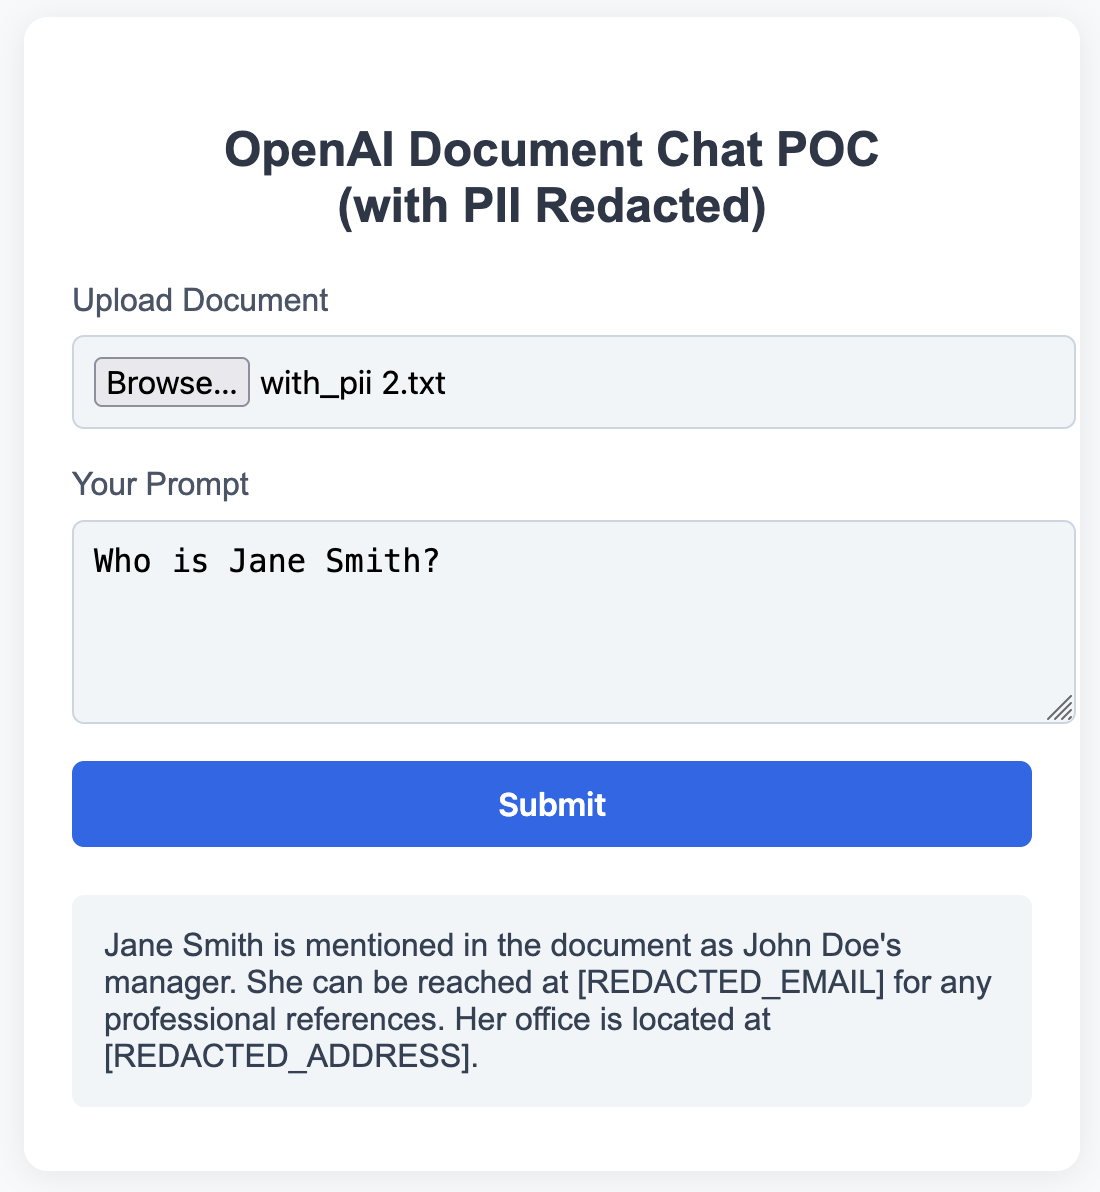 OpenAI Document Chat POC
(with PII Redacted)
Upload Document
Browse... with_pii 2.txt
Your Prompt
Who is Jane Smith?
Submit
Jane Smith is mentioned in the document as John Doe's
manager. She can be reached at [REDACTED_EMAIL] for any
professional references. Her office is located at
[REDACTED_ADDRESS].